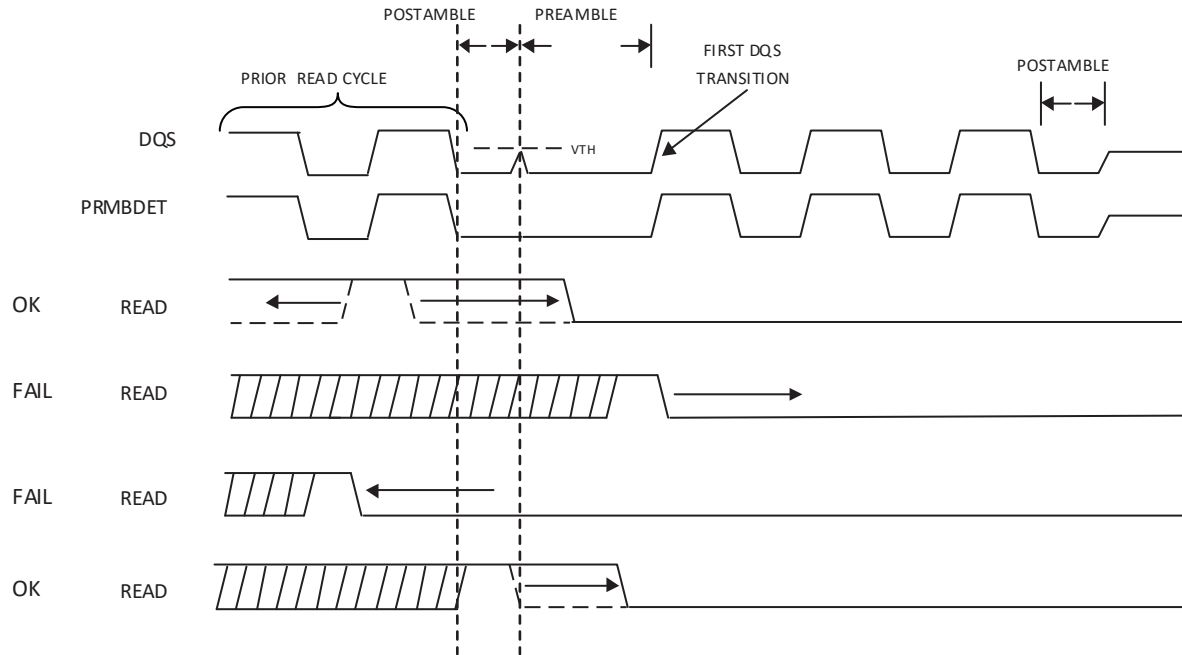 POSTAMBLE
PREAMBLE
FIRST DQS
TRANSITION
POSTAMBLE
PRIOR READ CYCLE
DQS
VTH
PRMBDET
OK READ
FAIL READ
FAIL READ
OK READ